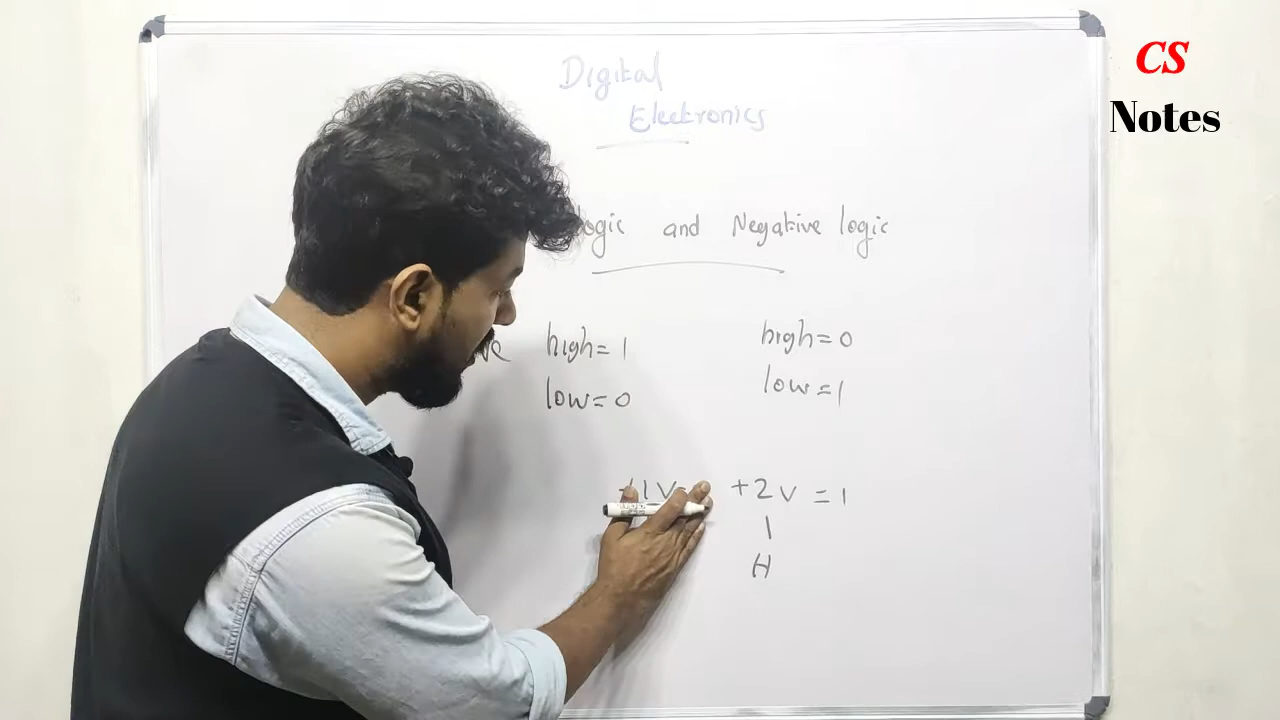 CS
Notes
Digital
Electronics
logic and Negative logic
high = 1
low = 0
high = 0
low = 1
+2V = 1
1
H